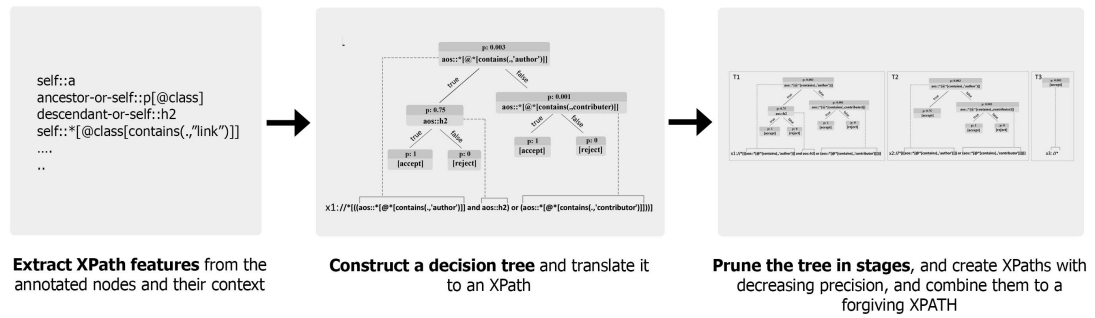 self::a
ancestor-or-self::p[@class]
descendant-or-self::h2
self::*[@class[contains(.,"link")]]
....
..
p: 0.003
aos::*[@*[contains(.,'author')]]
true
false
p: 0.75
aos::h2
p: 0.001
aos::*[@*[contains(.,contributor)]]
true
false
true
false
p: 1
[accept]
p: 0
[reject]
p: 1
[accept]
p: 0
[reject]
x1://*[((aos::*[@*[contains(.,'author')]] and aos::h2) or (aos::*[@*[contains(.,'contributor')]]))]
T1
T2
T3
Extract XPath features from the
annotated nodes and their context
Construct a decision tree and translate it
to an XPath
Prune the tree in stages, and create XPaths with
decreasing precision, and combine them to a
forgiving XPATH